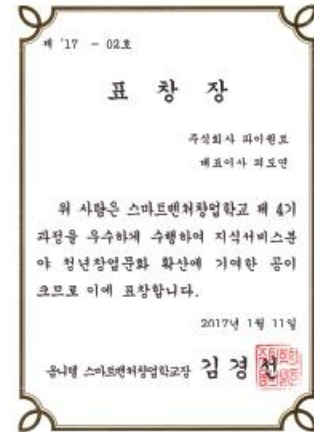 제 '17 - 02호
표 창 장
주식회사 파이원코
대표이사 피도연
위 사람은 스마트벤처창업학교 제 4기
과정을 우수하게 수행하여 지식서비스분
야 청년창업문화 확산에 기여한 공이
크므로 이에 표창합니다.
2017년 1월 11일
옴니텔 스마트벤처창업학교장 김 경 선